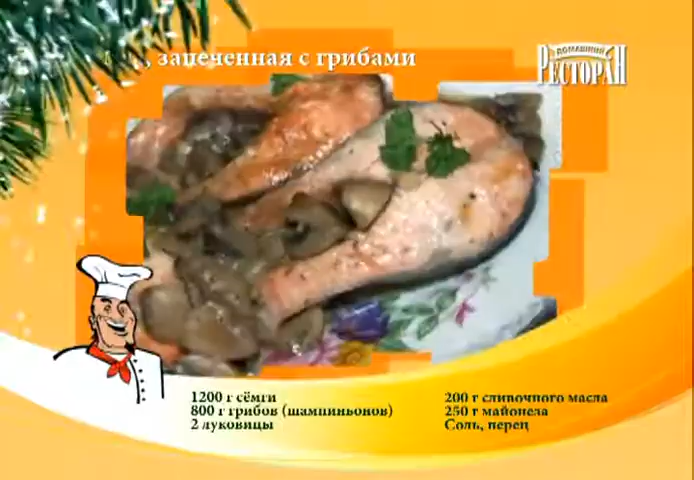 , запеченная с грибами
ДОМАШНИЙ
РЕСТОРАН
1200 г сёмги
800 г грибов (шампиньонов)
2 луковицы
200 г сливочного масла
250 г майонеза
Соль, перец